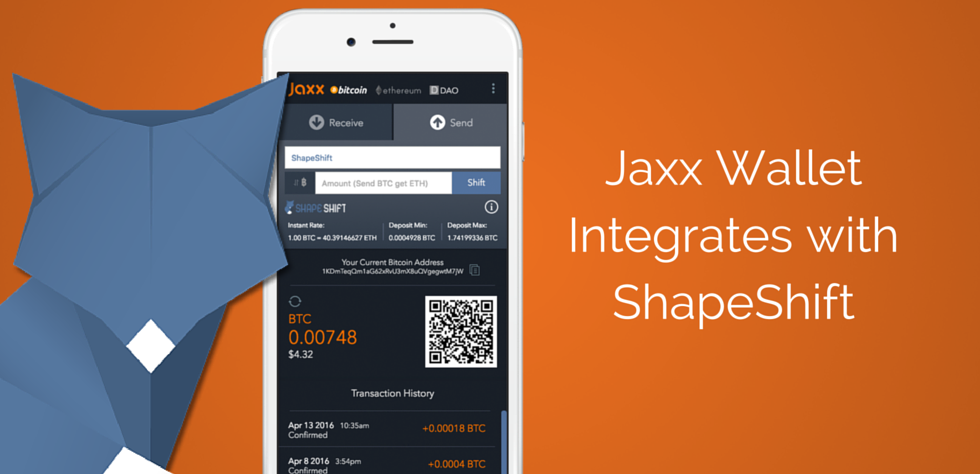 Jaxx bitcoin ethereum DAO
Receive Send
ShapeShift
Amount (Send BTC get ETH) Shift
SHAPESHIFT
Instant Rate: Deposit Min: Deposit Max:
1.00 BTC = 40.39146627 ETH 0.0004928 BTC 1.74199336 BTC
Your Current Bitcoin Address
BTC
0.00748
$4.32
Transaction History
Apr 13 2016 10:35am +0.00018 BTC
Confirmed
Apr 8 2016 3:54pm +0.0004 BTC
Confirmed
Jaxx Wallet
Integrates with
ShapeShift